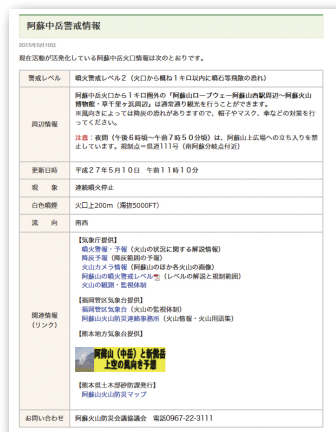 阿蘇中岳警戒情報
2015年5月10日
現在活動が活発化している阿蘇中岳火口情報は次のとおりです。
警戒レベル
噴火警戒レベル2(火口から概ね1キロ以内に噴石等飛散の恐れ)
周辺情報
阿蘇中岳火口から1キロ圏外の『阿蘇山ロープウェー阿蘇山西駅周辺~阿蘇火山
博物館・草千里ヶ浜周辺』は通常通り観光を行うことができます。
※風向きによっては降灰の恐れがありますので、帽子やマスク、傘などの対策を行
ってください。
注意:夜間(午後6時頃~午前7時50分頃)は、阿蘇山上広場への立ち入りを禁
止しています。規制点=県道111号(南阿蘇分岐点付近)
更新日時
平成27年5月10日 午前11時10分
現 象
連続噴火停止
白色噴煙
火口上200m(海抜5000FT)
流 向
南西
関連情報
(リンク)
【気象庁提供】
噴火警報・予報(火山の状況に関する解説情報)
降灰予報(降灰範囲の予報)
火山カメラ情報(阿蘇山のほか各火山の画像)
阿蘇山の噴火警戒レベル(レベルの解説と規制範囲)
火山の観測・監視体制
【福岡管区気象台提供】
福岡管区気象台(火山の監視体制)
阿蘇山火山防災連絡事務所(火山情報・火山用語集)
【熊本地方気象台提供】
阿蘇山(中岳)と新燃岳
上空の風向き予想
【熊本県土木部砂防課発行】
阿蘇山火山防災マップ
お問い合わせ
阿蘇火山防災会議協議会 電話0967-22-3111